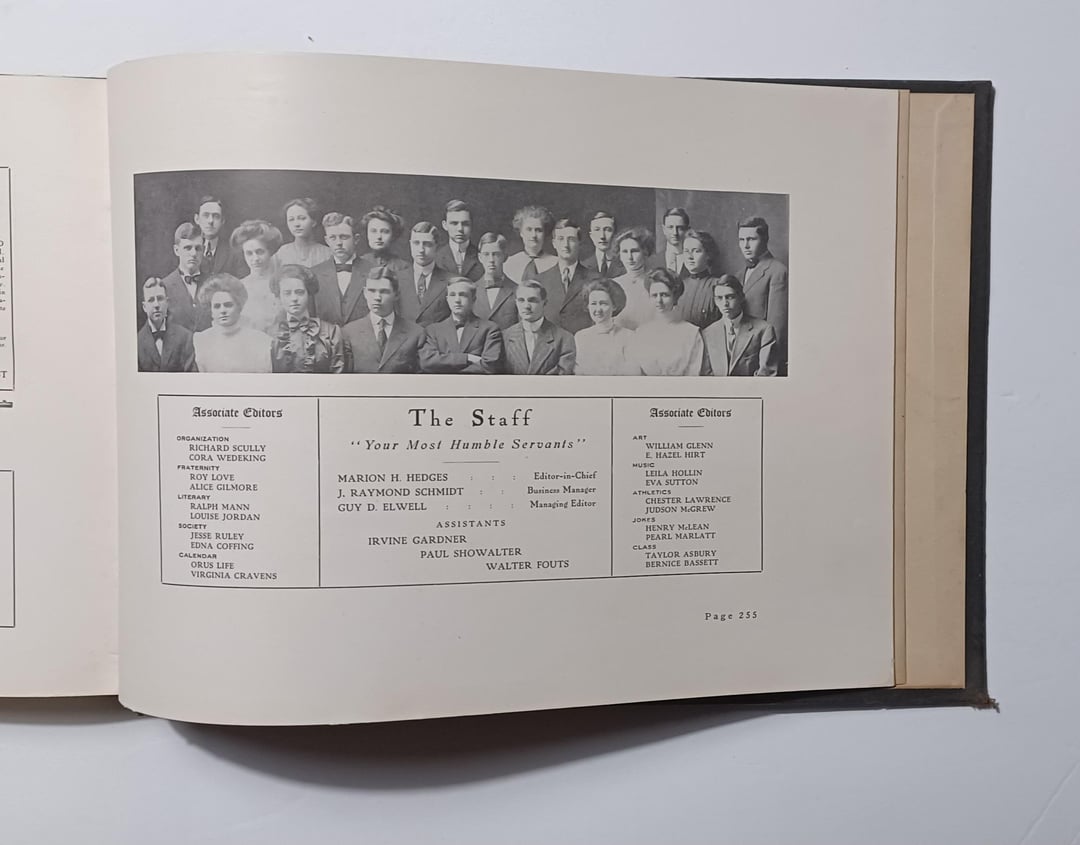 Associate Editors
ORGANIZATION
RICHARD SCULLY
CORA WEDEKING
FRATERNITY
ROY LOVE
ALICE GILMORE
LITERARY
RALPH MANN
LOUISE JORDAN
SOCIETY
JESSE RULEY
EDNA COFFING
CALENDAR
ORUS LIFE
VIRGINIA CRAVENS
The Staff
"Your Most Humble Servants"
MARION H. HEDGES : : : Editor-in-Chief
J. RAYMOND SCHMIDT : : Business Manager
GUY D. ELWELL : : : : Managing Editor
ASSISTANTS
IRVINE GARDNER
PAUL SHOWALTER
WALTER FOUTS
Associate Editors
ART
WILLIAM GLENN
E. HAZEL HIRT
MUSIC
LEILA HOLLIN
EVA SUTTON
ATHLETICS
CHESTER LAWRENCE
JUDSON McGREW
JOKES
HENRY McLEAN
PEARL MARLATT
CLASS
TAYLOR ASBURY
BERNICE BASSETT
Page 255